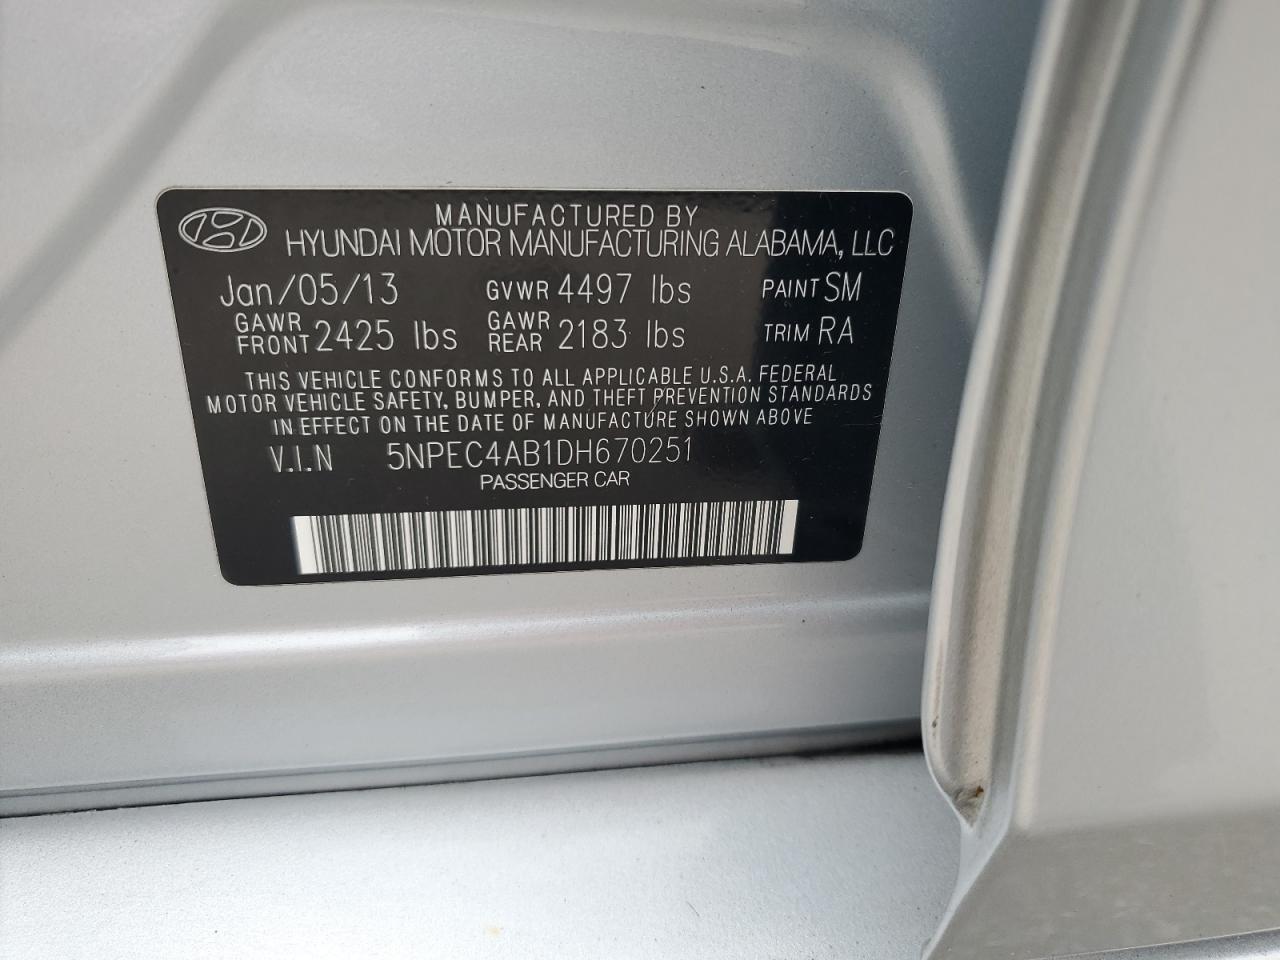 MANUFACTURED BY
HYUNDAI MOTOR MANUFACTURING ALABAMA, LLC
Jan/05/13 GVWR 4497 lbs PAINT SM
GAWR FRONT 2425 lbs GAWR REAR 2183 lbs TRIM RA
THIS VEHICLE CONFORMS TO ALL APPLICABLE U.S.A. FEDERAL
MOTOR VEHICLE SAFETY, BUMPER, AND THEFT PREVENTION STANDARDS
IN EFFECT ON THE DATE OF MANUFACTURE SHOWN ABOVE
V.I.N 5NPEC4AB1DH670251
PASSENGER CAR